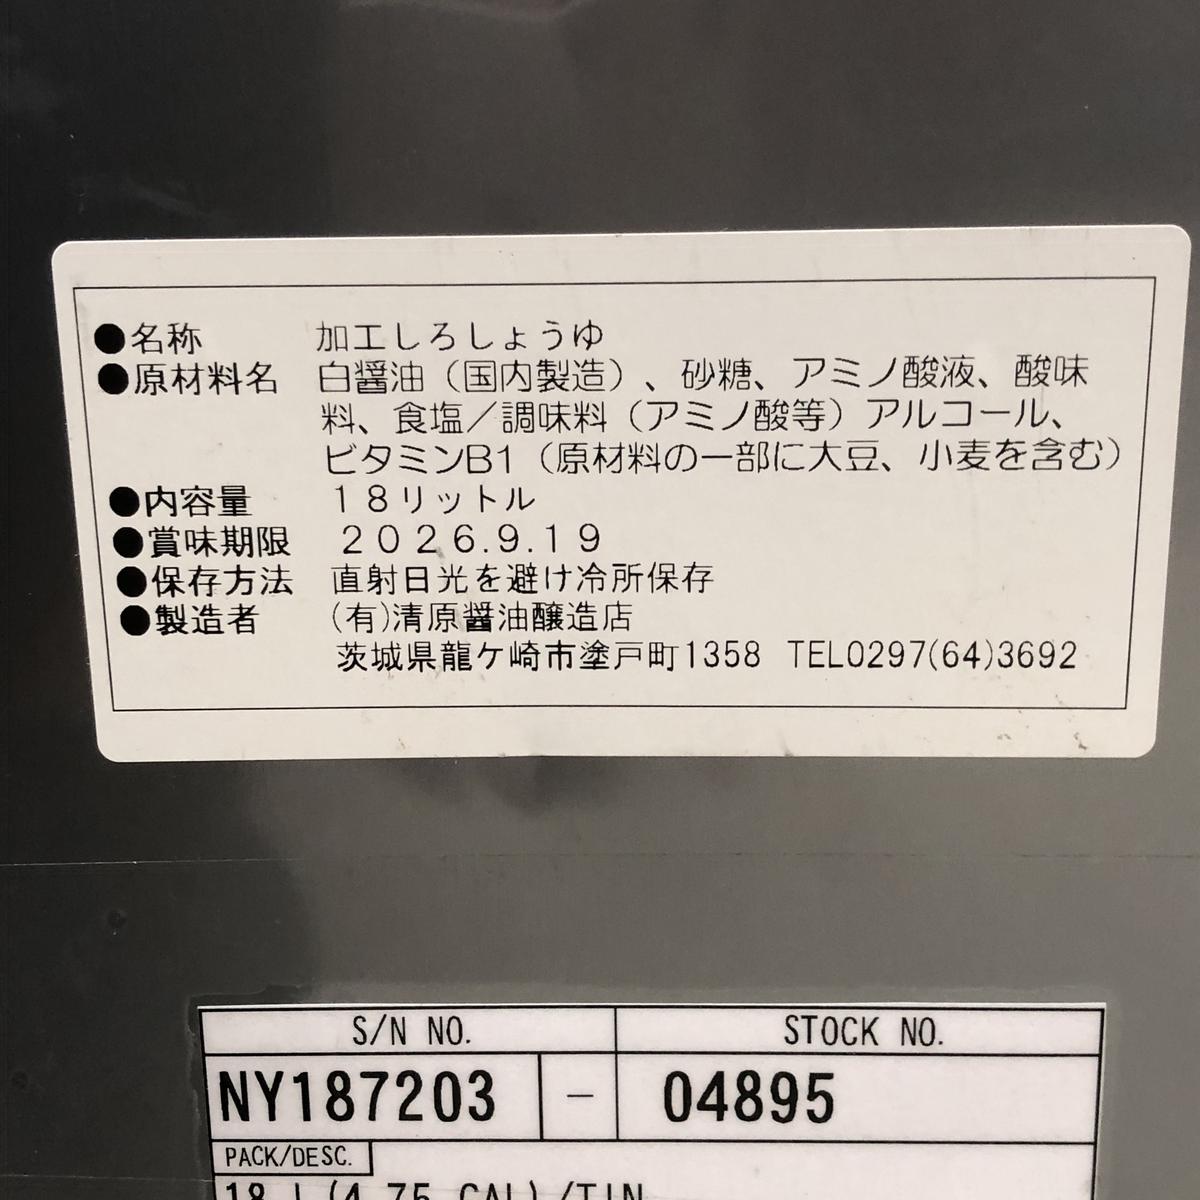 ●名称 加工しろしょうゆ
●原材料名 白醤油（国内製造）、砂糖、アミノ酸液、酸味
料、食塩／調味料（アミノ酸等）アルコール、
ビタミンB1（原材料の一部に大豆、小麦を含む）
●内容量 18リットル
●賞味期限 2026.9.19
●保存方法 直射日光を避け冷所保存
●製造者 (有)清原醤油醸造店
茨城県龍ケ崎市塗戸町1358 TEL0297(64)3692
S/N NO. STOCK NO.
NY187203 - 04895
PACK/DESC.
18 L (4.75 GAL) /TIN